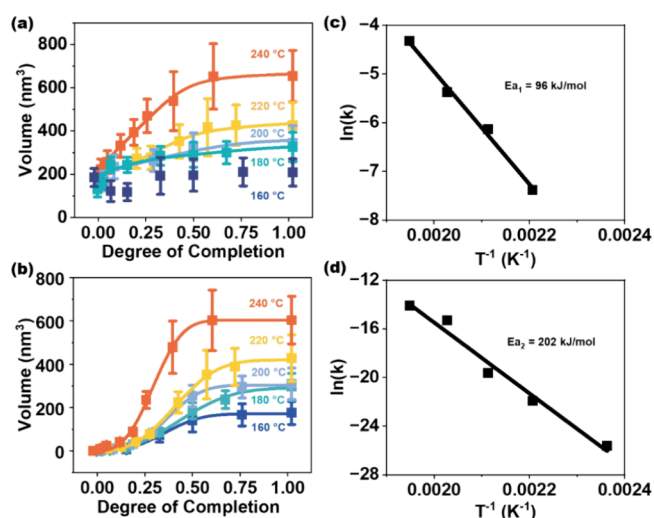 (a)
Volume (nm³)
800
600
400
200
0
240 °C
220 °C
200 °C
180 °C
160 °C
0.00 0.25 0.50 0.75 1.00
Degree of Completion
(c)
ln(k)
-4
-5
-6
-7
-8
Ea₁ = 96 kJ/mol
0.0020 0.0022 0.0024
T⁻¹ (K⁻¹)
(b)
Volume (nm³)
800
600
400
200
0
240 °C
220 °C
200 °C
180 °C
160 °C
0.00 0.25 0.50 0.75 1.00
Degree of Completion
(d)
ln(k)
-12
-16
-20
-24
-28
Ea₂ = 202 kJ/mol
0.0020 0.0022 0.0024
T⁻¹ (K⁻¹)